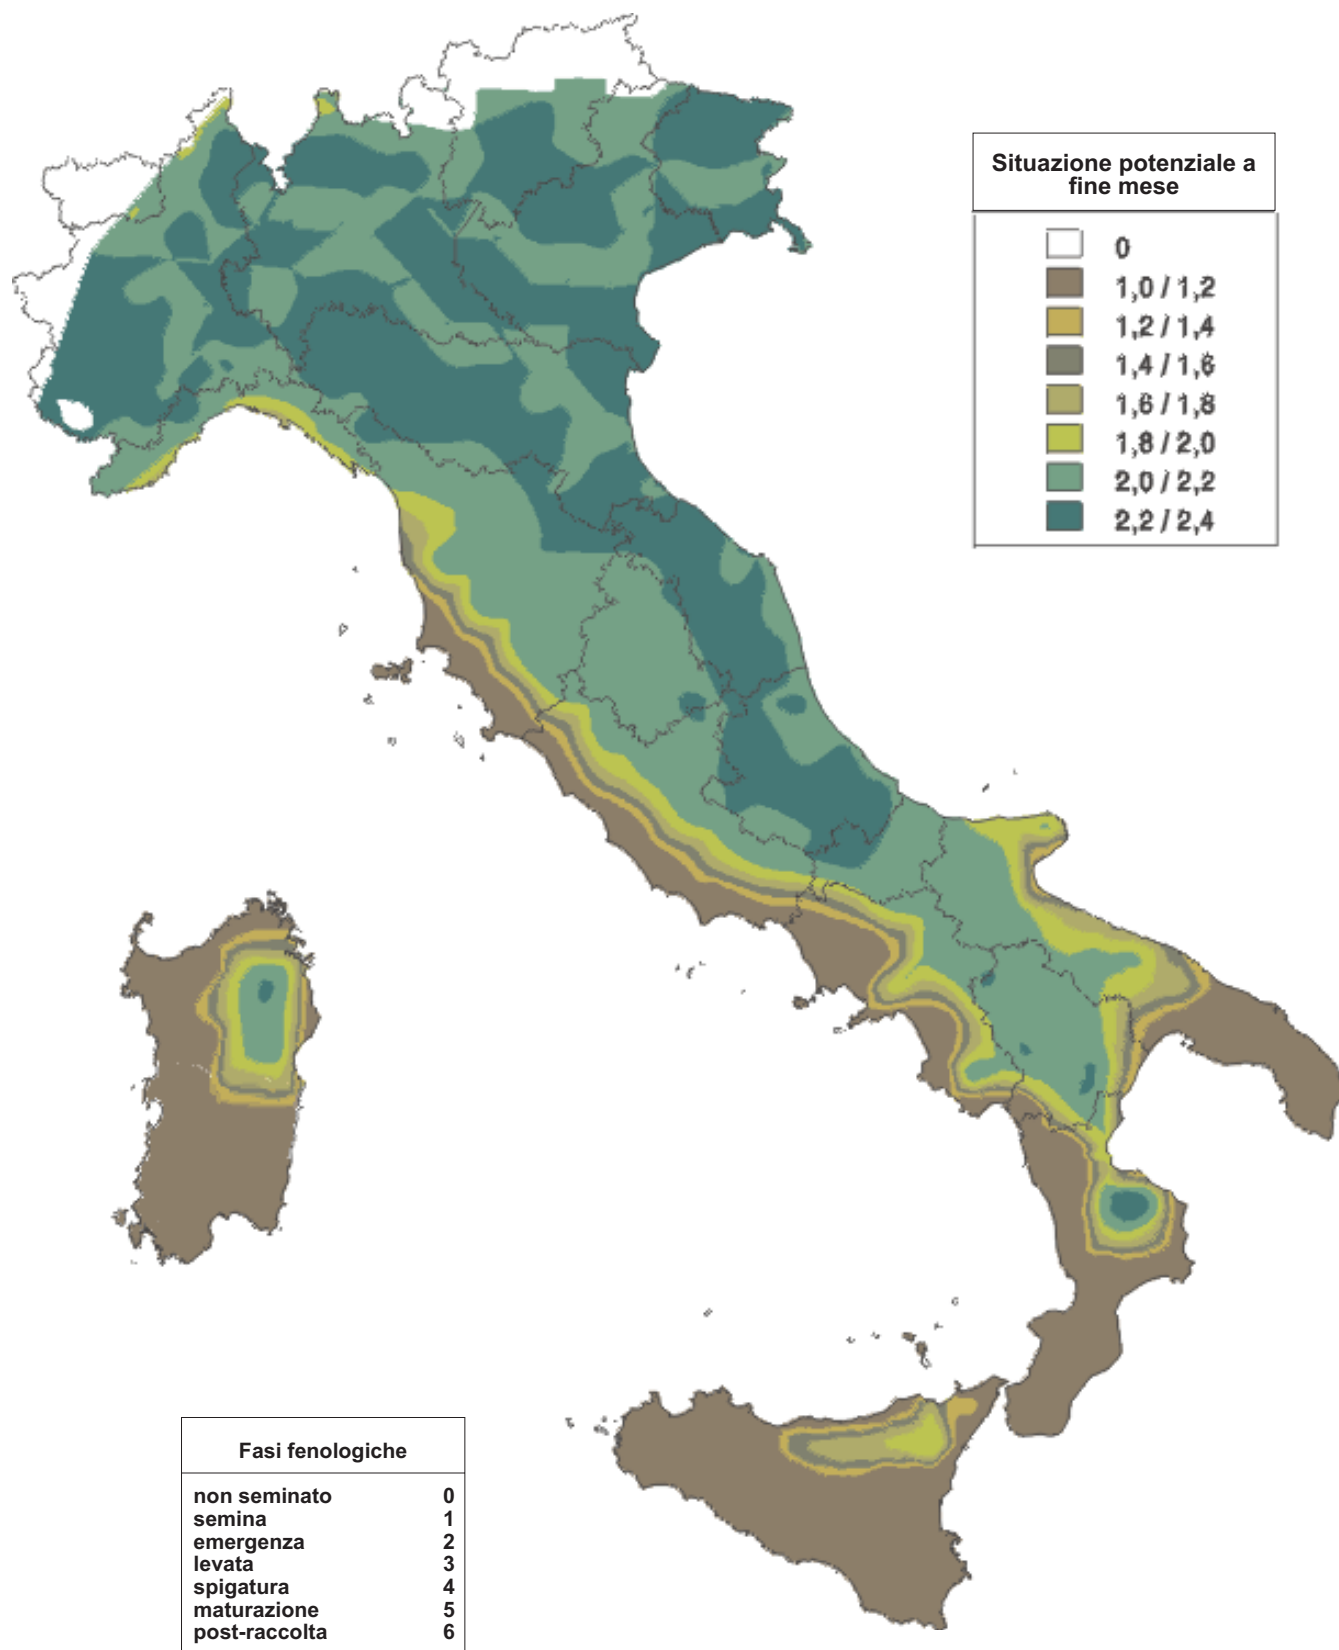 Situazione potenziale a
fine mese
0
1,0 / 1,2
1,2 / 1,4
1,4 / 1,6
1,6 / 1,8
1,8 / 2,0
2,0 / 2,2
2,2 / 2,4
Fasi fenologiche
non seminato 0
semina 1
emergenza 2
levata 3
spigatura 4
maturazione 5
post-raccolta 6